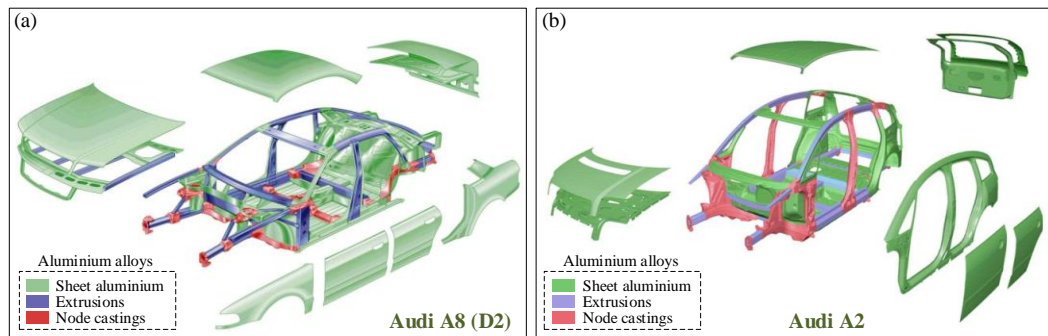 (a)
Aluminium alloys
Sheet aluminium
Extrusions
Node castings
Audi A8 (D2)
(b)
Aluminium alloys
Sheet aluminium
Extrusions
Node castings
Audi A2